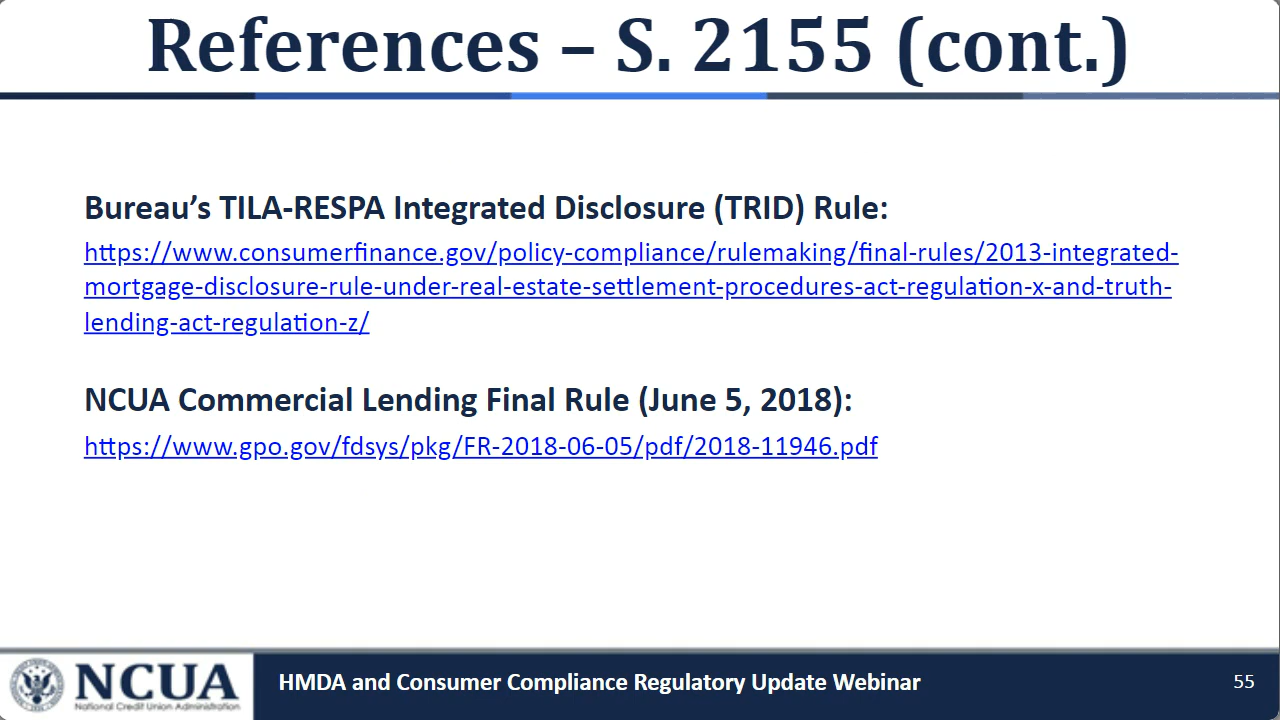 References – S. 2155 (cont.)
Bureau’s TILA-RESPA Integrated Disclosure (TRID) Rule:
https://www.consumerfinance.gov/policy-compliance/rulemaking/final-rules/2013-integrated-
mortgage-disclosure-rule-under-real-estate-settlement-procedures-act-regulation-x-and-truth-
lending-act-regulation-z/
NCUA Commercial Lending Final Rule (June 5, 2018):
https://www.gpo.gov/fdsys/pkg/FR-2018-06-05/pdf/2018-11946.pdf
NCUA
National Credit Union Administration
HMDA and Consumer Compliance Regulatory Update Webinar
55